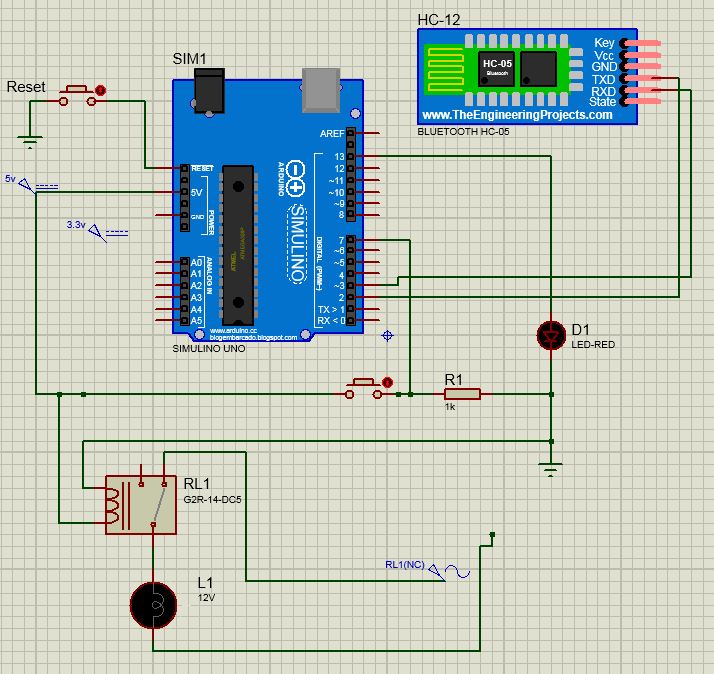 HC-12
Key
Vcc
GND
TXD
RXD
State
HC-05
Bluetooth
www.TheEngineeringProjects.com
BLUETOOTH HC-05
SIM1
Reset
AREF
13
12
~11
~10
~9
8
7
~6
~5
4
~3
2
TX > 1
RX < 0
DIGITAL (PWM~)
RESET
5V
GND
POWER
A0
A1
A2
A3
A4
A5
ANALOG IN
ARDUINO
SIMULINO
ATMEL
www.arduino.cc
blogembarcado.blogspot.com
SIMULINO UNO
5v
3.3v
D1
LED-RED
R1
1k
RL1
G2R-14-DC5
RL1(NC)
L1
12V